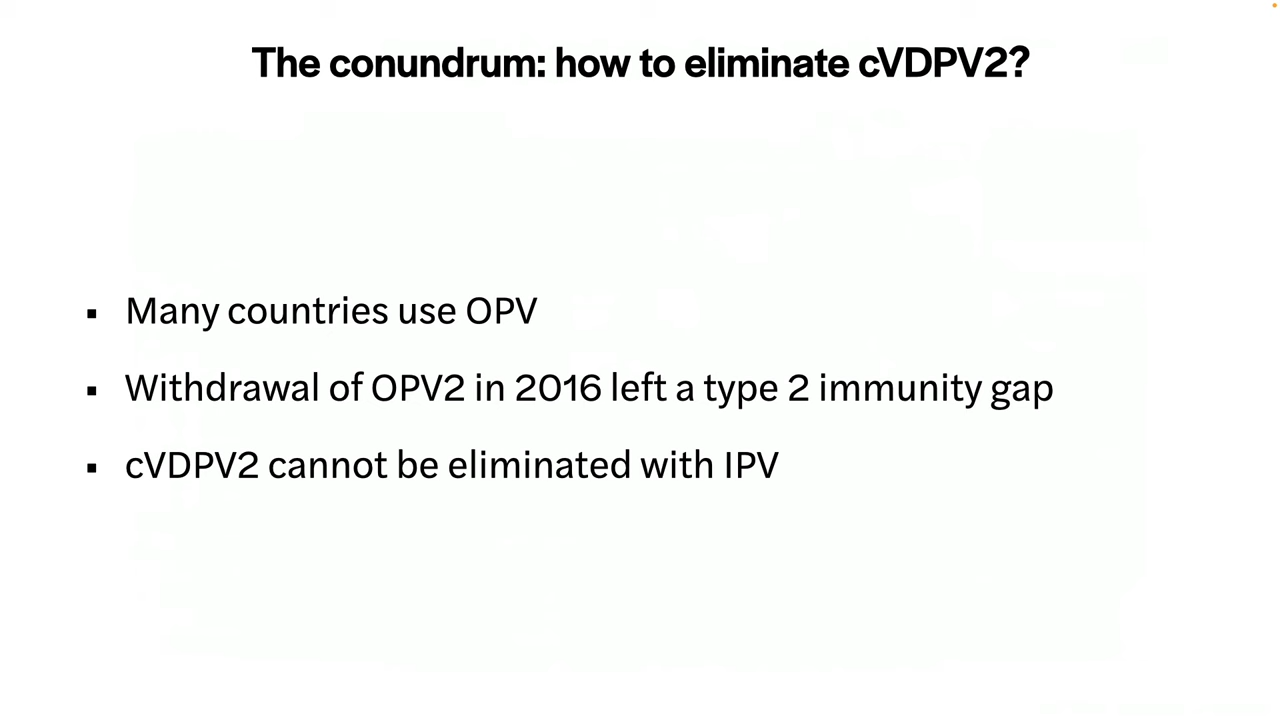 The conundrum: how to eliminate cVDPV2?
▪ Many countries use OPV
▪ Withdrawal of OPV2 in 2016 left a type 2 immunity gap
▪ cVDPV2 cannot be eliminated with IPV